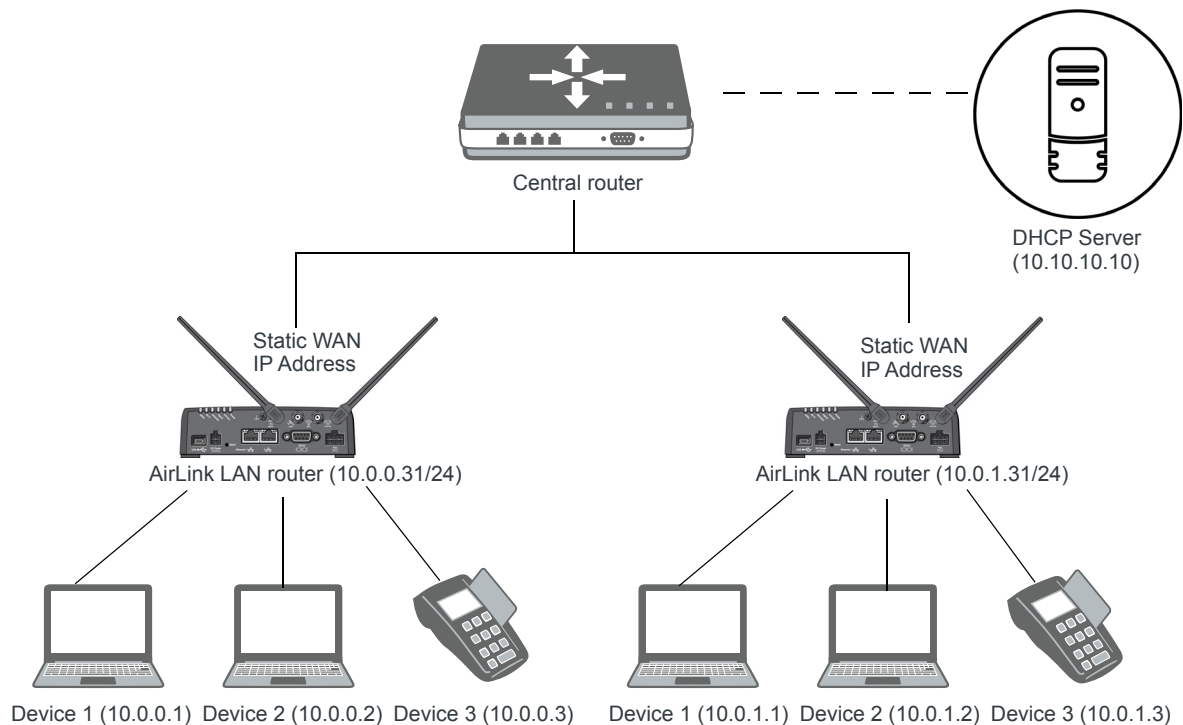 Central router
DHCP Server
(10.10.10.10)
Static WAN
IP Address
Static WAN
IP Address
AirLink LAN router (10.0.0.31/24)
AirLink LAN router (10.0.1.31/24)
Device 1 (10.0.0.1)
Device 2 (10.0.0.2)
Device 3 (10.0.0.3)
Device 1 (10.0.1.1)
Device 2 (10.0.1.2)
Device 3 (10.0.1.3)